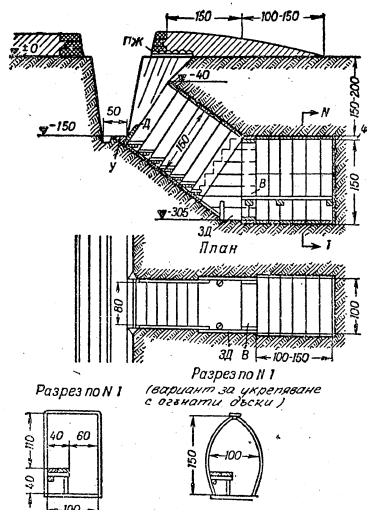 150 100-150
±0
ПЖ
-40
50
-150
Д
150
У
N
150-200
150
В
-305
ЗД
План
1
80
100
ЗД
В
100-150
Разрез по N 1
Разрез по N 1
(вариант за укрепяване
с огънати дъски)
110
40 60
40
100
150
100